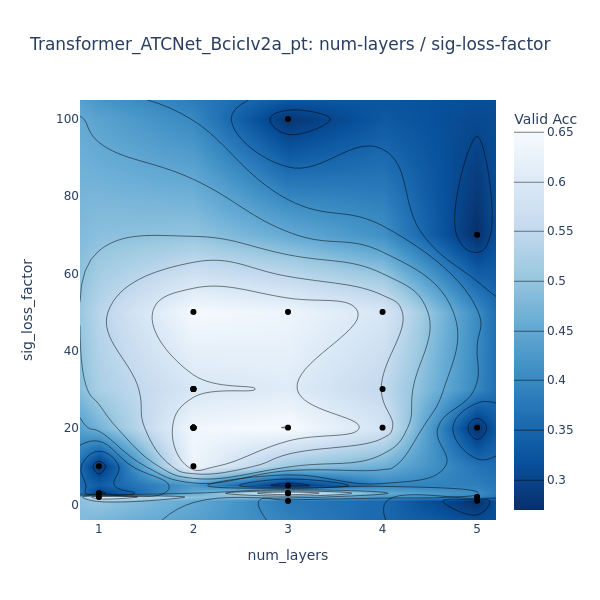 Transformer_ATCNet_BcicIv2a_pt: num-layers / sig-loss-factor
Valid Acc
0.65
0.6
0.55
0.5
0.45
0.4
0.35
0.3
100
80
60
40
20
0
sig_loss_factor
1 2 3 4 5
num_layers